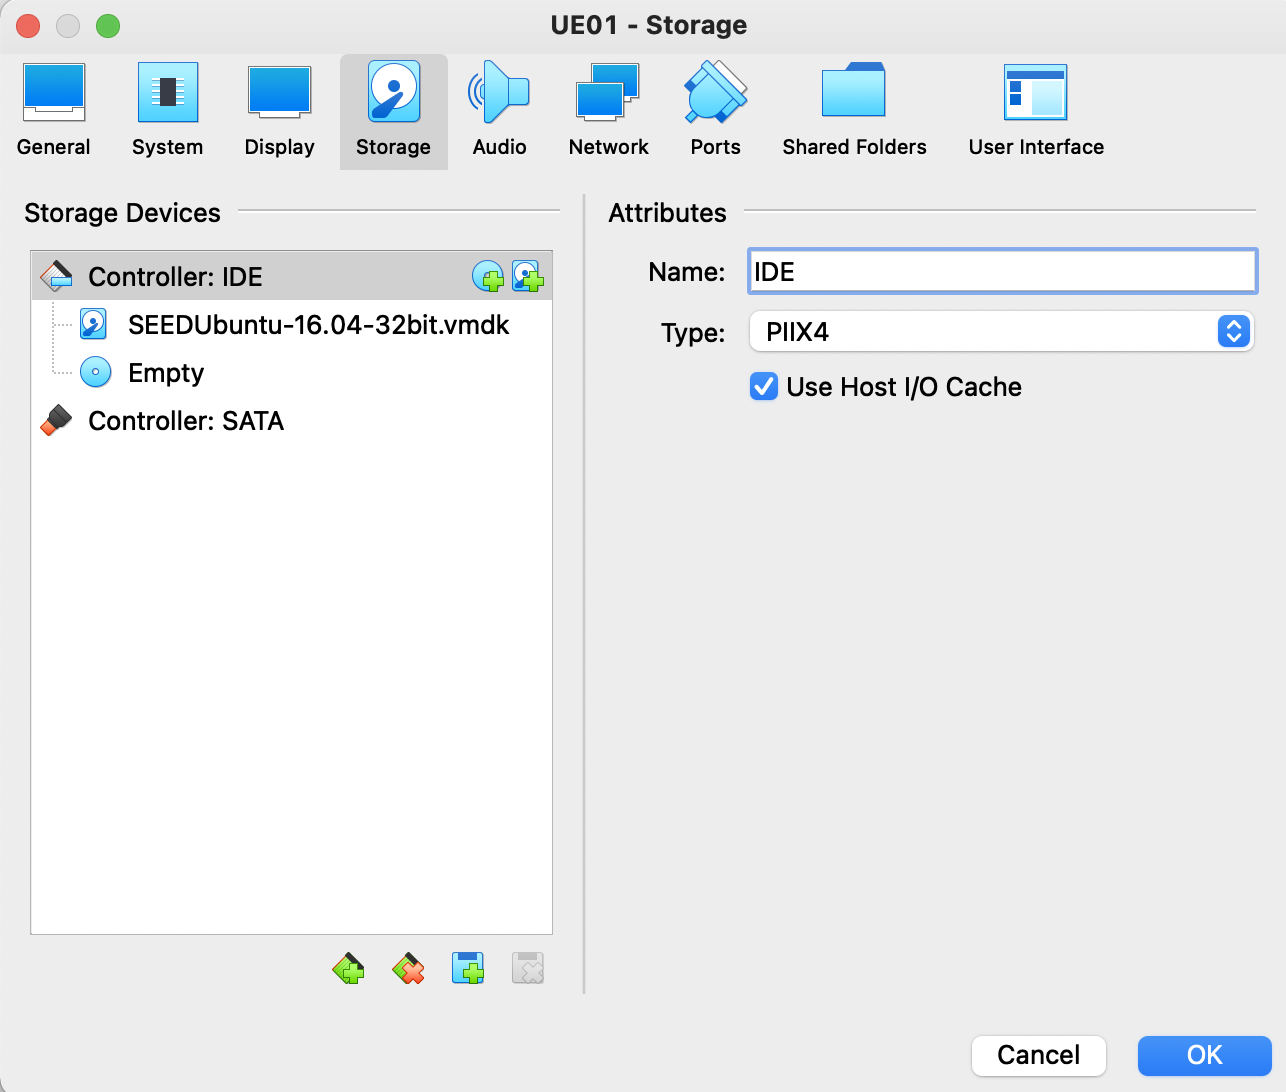 UE01 - Storage
General System Display Storage Audio Network Ports Shared Folders User Interface
Storage Devices
Controller: IDE
SEEDUbuntu-16.04-32bit.vmdk
Empty
Controller: SATA
Attributes
Name: IDE
Type: PIIX4
Use Host I/O Cache
Cancel OK